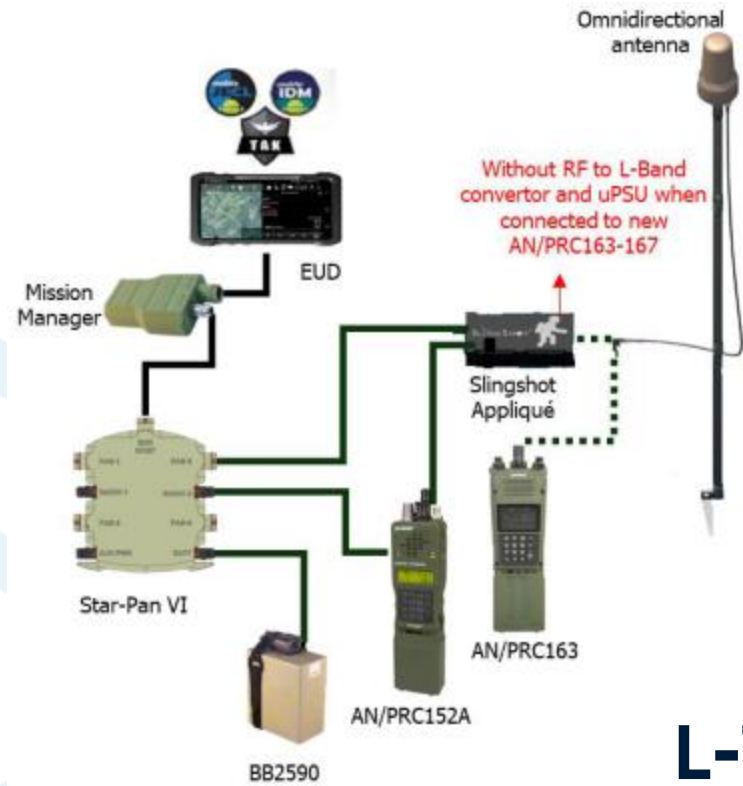 Omnidirectional
antenna
IDM
TAK
Without RF to L-Band
convertor and uPSU when
connected to new
AN/PRC163-167
EUD
Mission
Manager
Slingshot
Appliqué
Star-Pan VI
AN/PRC163
AN/PRC152A
BB2590
L-